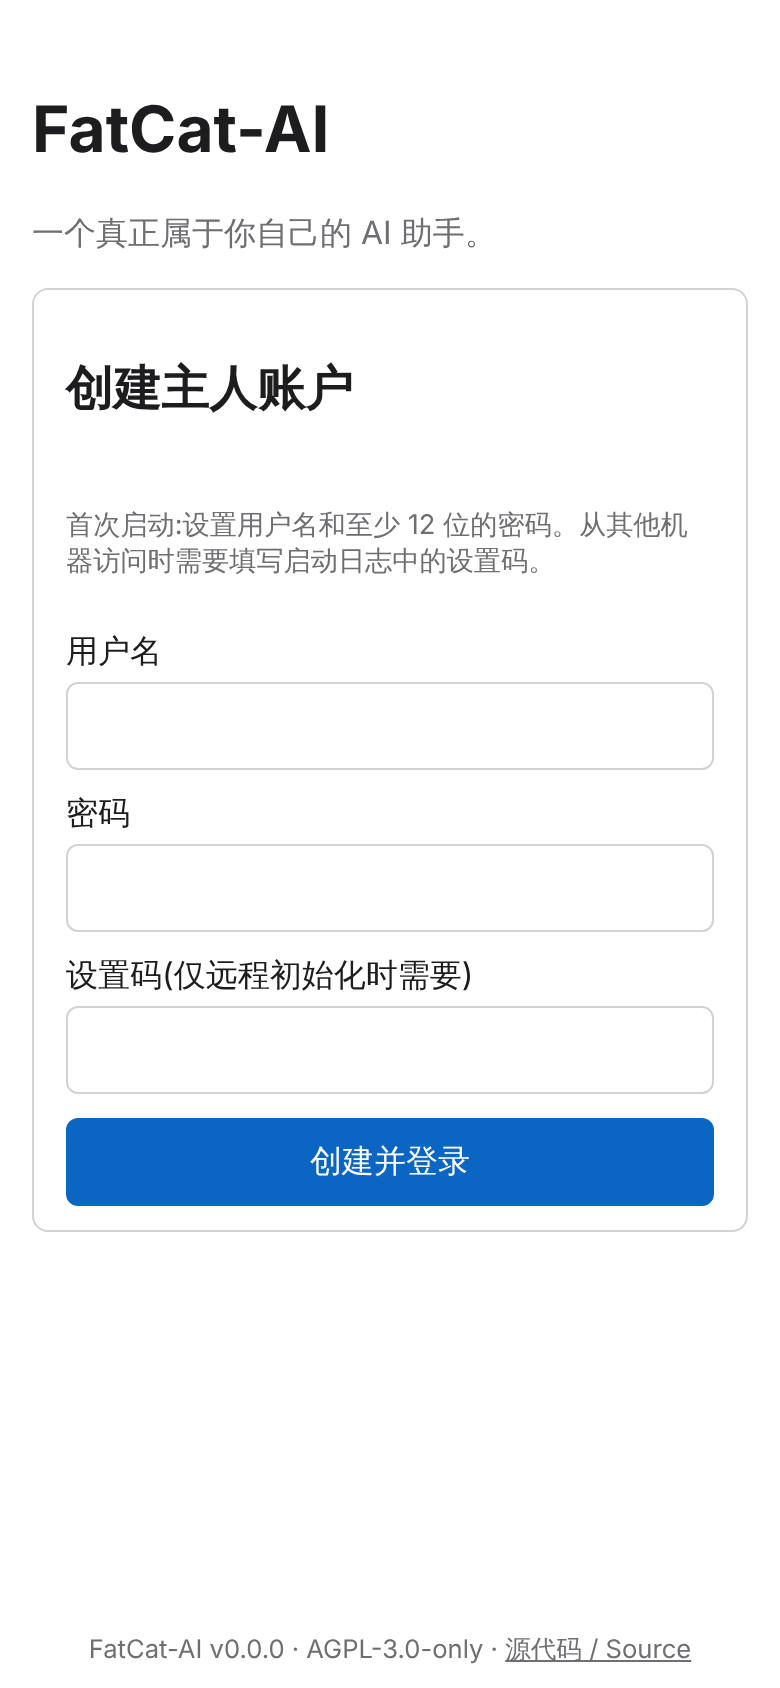 FatCat-AI
一个真正属于你自己的 AI 助手。
创建主人账户
首次启动:设置用户名和至少 12 位的密码。从其他机
器访问时需要填写启动日志中的设置码。
用户名
密码
设置码(仅远程初始化时需要)
创建并登录
FatCat-AI v0.0.0 · AGPL-3.0-only · 源代码 / Source